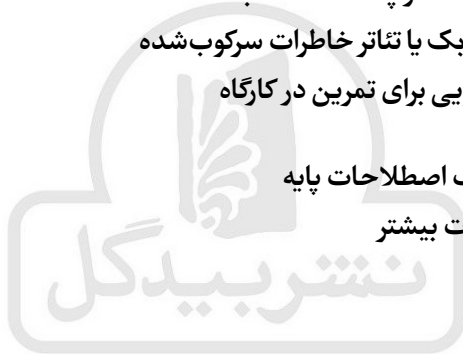 بک یا تئاتر خاطرات سرکوب‌شده
یی برای تمرین در کارگاه
اصطلاحات پایه
ت بیشتر
نشر بیدگل